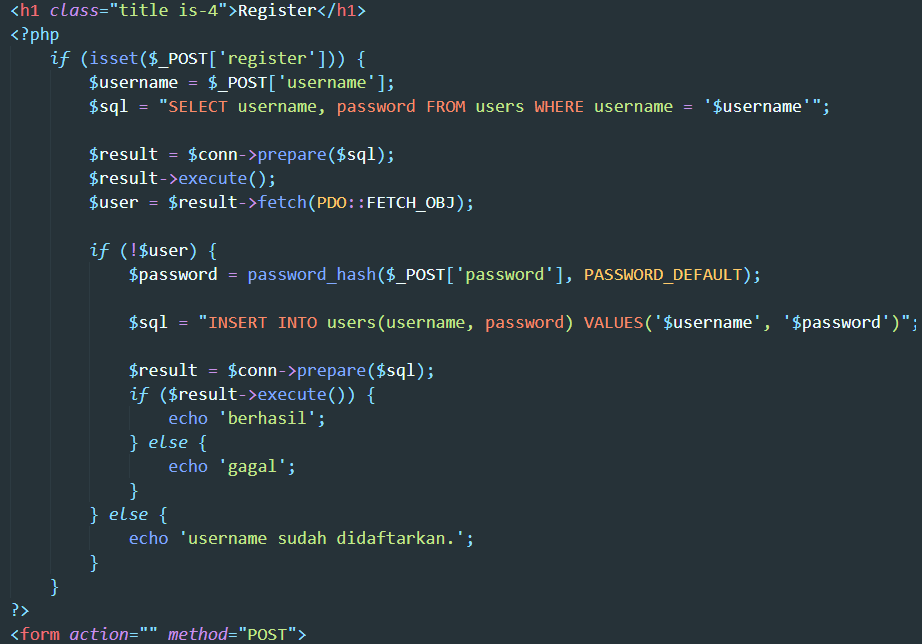 <h1 class="title is-4">Register</h1>
<?php
    if (isset($_POST['register'])) {
        $username = $_POST['username'];
        $sql = "SELECT username, password FROM users WHERE username = '$username'";
        $result = $conn->prepare($sql);
        $result->execute();
        $user = $result->fetch(PDO::FETCH_OBJ);
        if (!$user) {
            $password = password_hash($_POST['password'], PASSWORD_DEFAULT);
            $sql = "INSERT INTO users(username, password) VALUES('$username', '$password')";
            $result = $conn->prepare($sql);
            if ($result->execute()) {
                echo 'berhasil';
            } else {
                echo 'gagal';
            }
        } else {
            echo 'username sudah didaftarkan.';
        }
    }
?>
<form action="" method="POST">